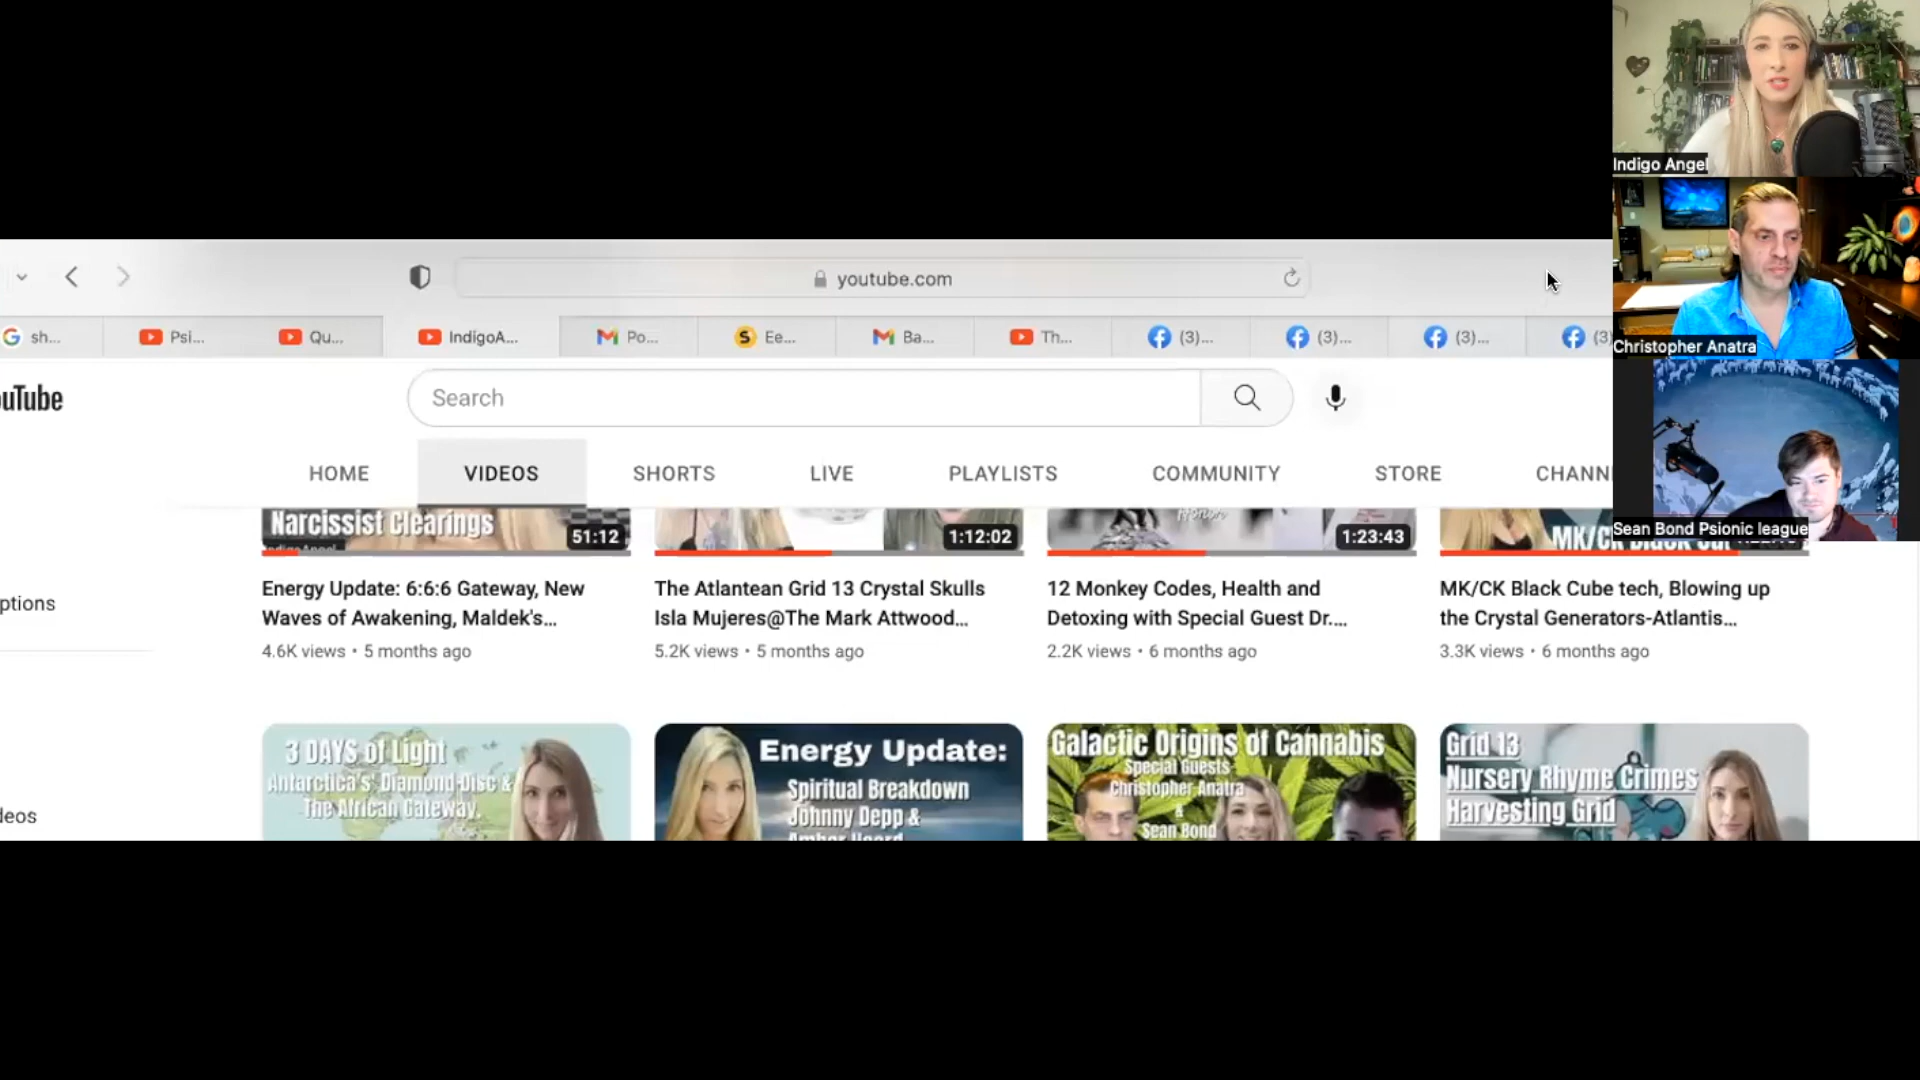 Indigo Angel
youtube.com
sh...
Psi...
Qu...
IndigoA...
Po...
Ee...
Ba...
Th...
(3)...
(3)...
(3)...
(3)
Christopher Anatra
uTube
Search
HOME
VIDEOS
SHORTS
LIVE
PLAYLISTS
COMMUNITY
STORE
CHANN
Sean Bond Psionic league
Narcissist Clearings
51:12
1:12:02
1:23:43
Energy Update: 6:6:6 Gateway, New
Waves of Awakening, Maldek's...
4.6K views • 5 months ago
The Atlantean Grid 13 Crystal Skulls
Isla Mujeres@The Mark Attwood...
5.2K views • 5 months ago
12 Monkey Codes, Health and
Detoxing with Special Guest Dr....
2.2K views • 6 months ago
MK/CK Black Cube tech, Blowing up
the Crystal Generators-Atlantis...
3.3K views • 6 months ago
ptions
deos
3 DAYS of Light
Antarctica's Diamond Disc &
The African Gateway.
Energy Update:
Spiritual Breakdown
Johnny Depp &
Amber Heard
Galactic Origins of Cannabis
Special Guests
Christopher Anatra
&
Sean Bond
Grid 13
Nursery Rhyme Crimes
Harvesting Grid